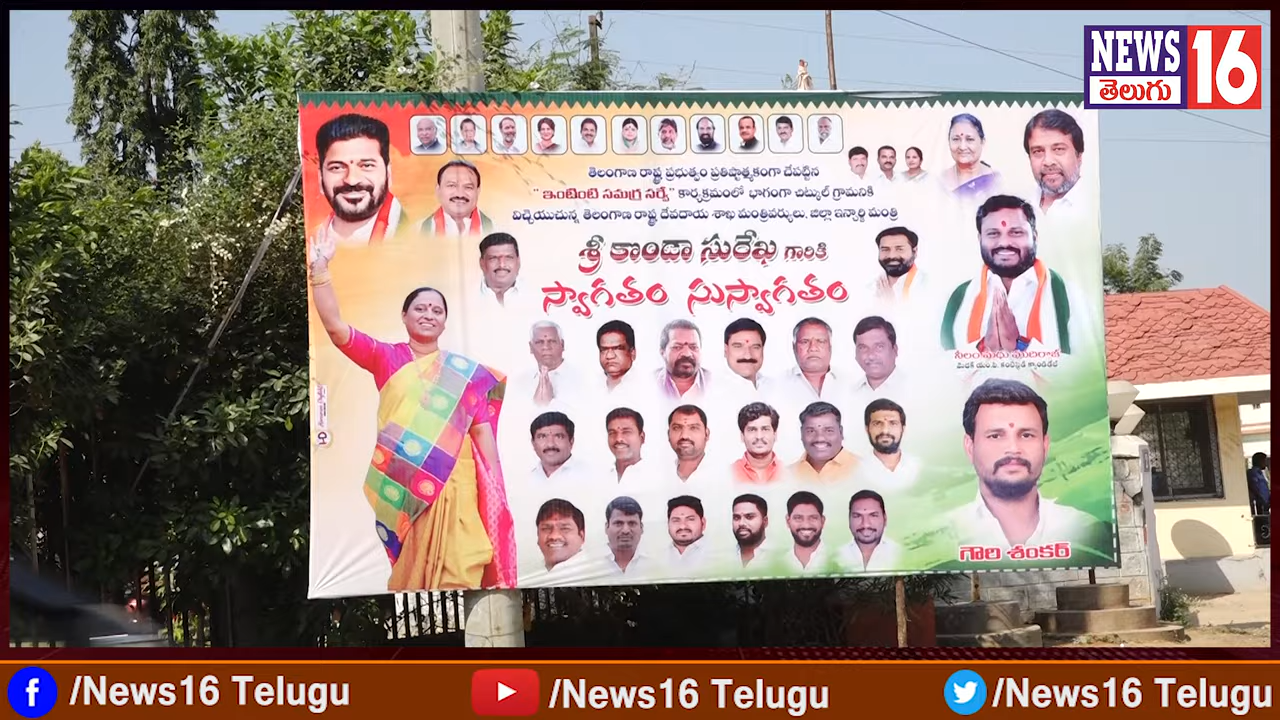 NEWS 16
తెలుగు
తెలంగాణ రాష్ట్ర ప్రభుత్వం ప్రతిష్టాత్మకంగా చేపట్టిన
" ఇంటింటి సమగ్ర సర్వే" కార్యక్రమంలో భాగంగా చిట్కుల్ గ్రామానికి
విచ్చేయుచున్న తెలంగాణ రాష్ట్ర దేవదాయ శాఖ మంత్రివర్యులు, జిల్లా ఇన్చార్జి మంత్రి
శ్రీ కొండా సురేఖ గారికి
స్వాగతం సుస్వాగతం
నీలం మధు ముదిరాజ్
గౌరి శంకర్
/News16 Telugu
/News16 Telugu
/News16 Telugu